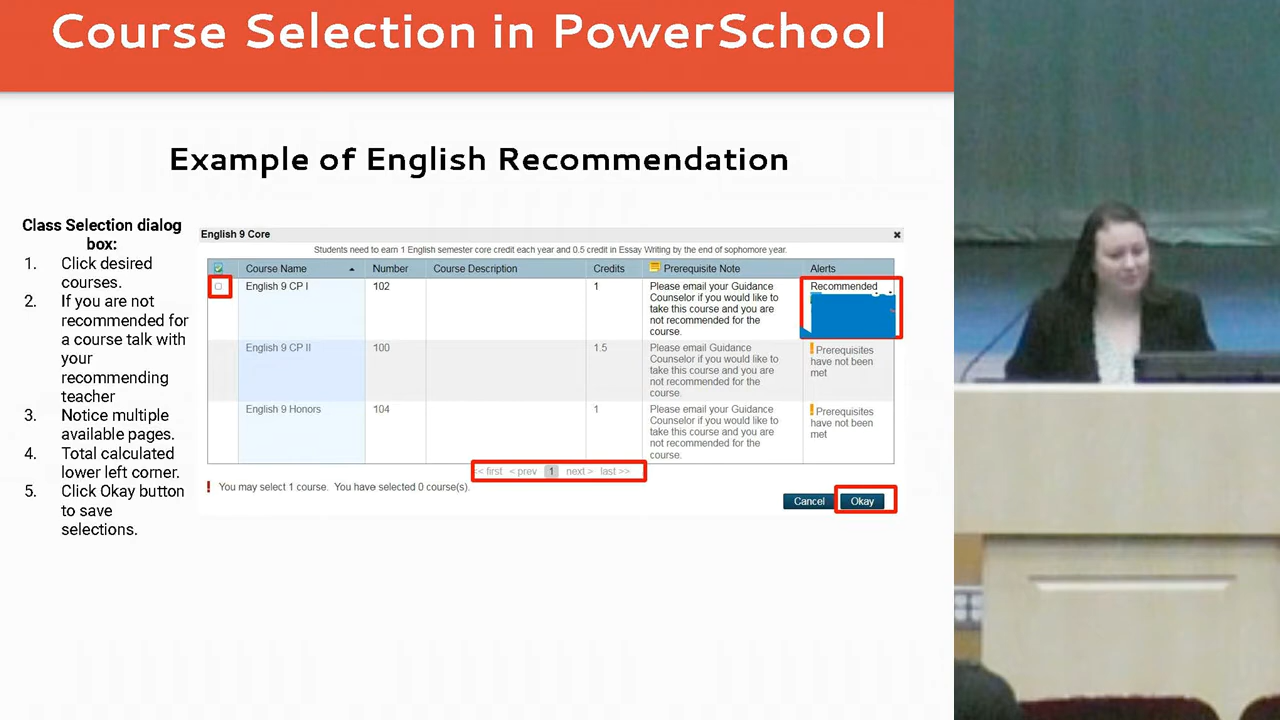 Course Selection in PowerSchool
Example of English Recommendation
Class Selection dialog
box:
1. Click desired
courses.
2. If you are not
recommended for
a course talk with
your
recommending
teacher
3. Notice multiple
available pages.
4. Total calculated
lower left corner.
5. Click Okay button
to save
selections.
English 9 Core
Students need to earn 1 English semester core credit each year and 0.5 credit in Essay Writing by the end of sophomore year.
Course Name Number Course Description Credits Prerequisite Note Alerts
English 9 CP I 102 1 Please email your Guidance Recommended
Counselor if you would like to
take this course and you are
not recommended for the
course.
English 9 CP II 100 1.5 Please email Guidance Prerequisites
Counselor if you would like to have not been
take this course and you are met
not recommended for the
course.
English 9 Honors 104 1 Please email your Guidance Prerequisites
Counselor if you would like to have not been
take this course and you are met
not recommended for the
course.
<< first < prev 1 next > last >>
! You may select 1 course. You have selected 0 course(s).
Cancel Okay